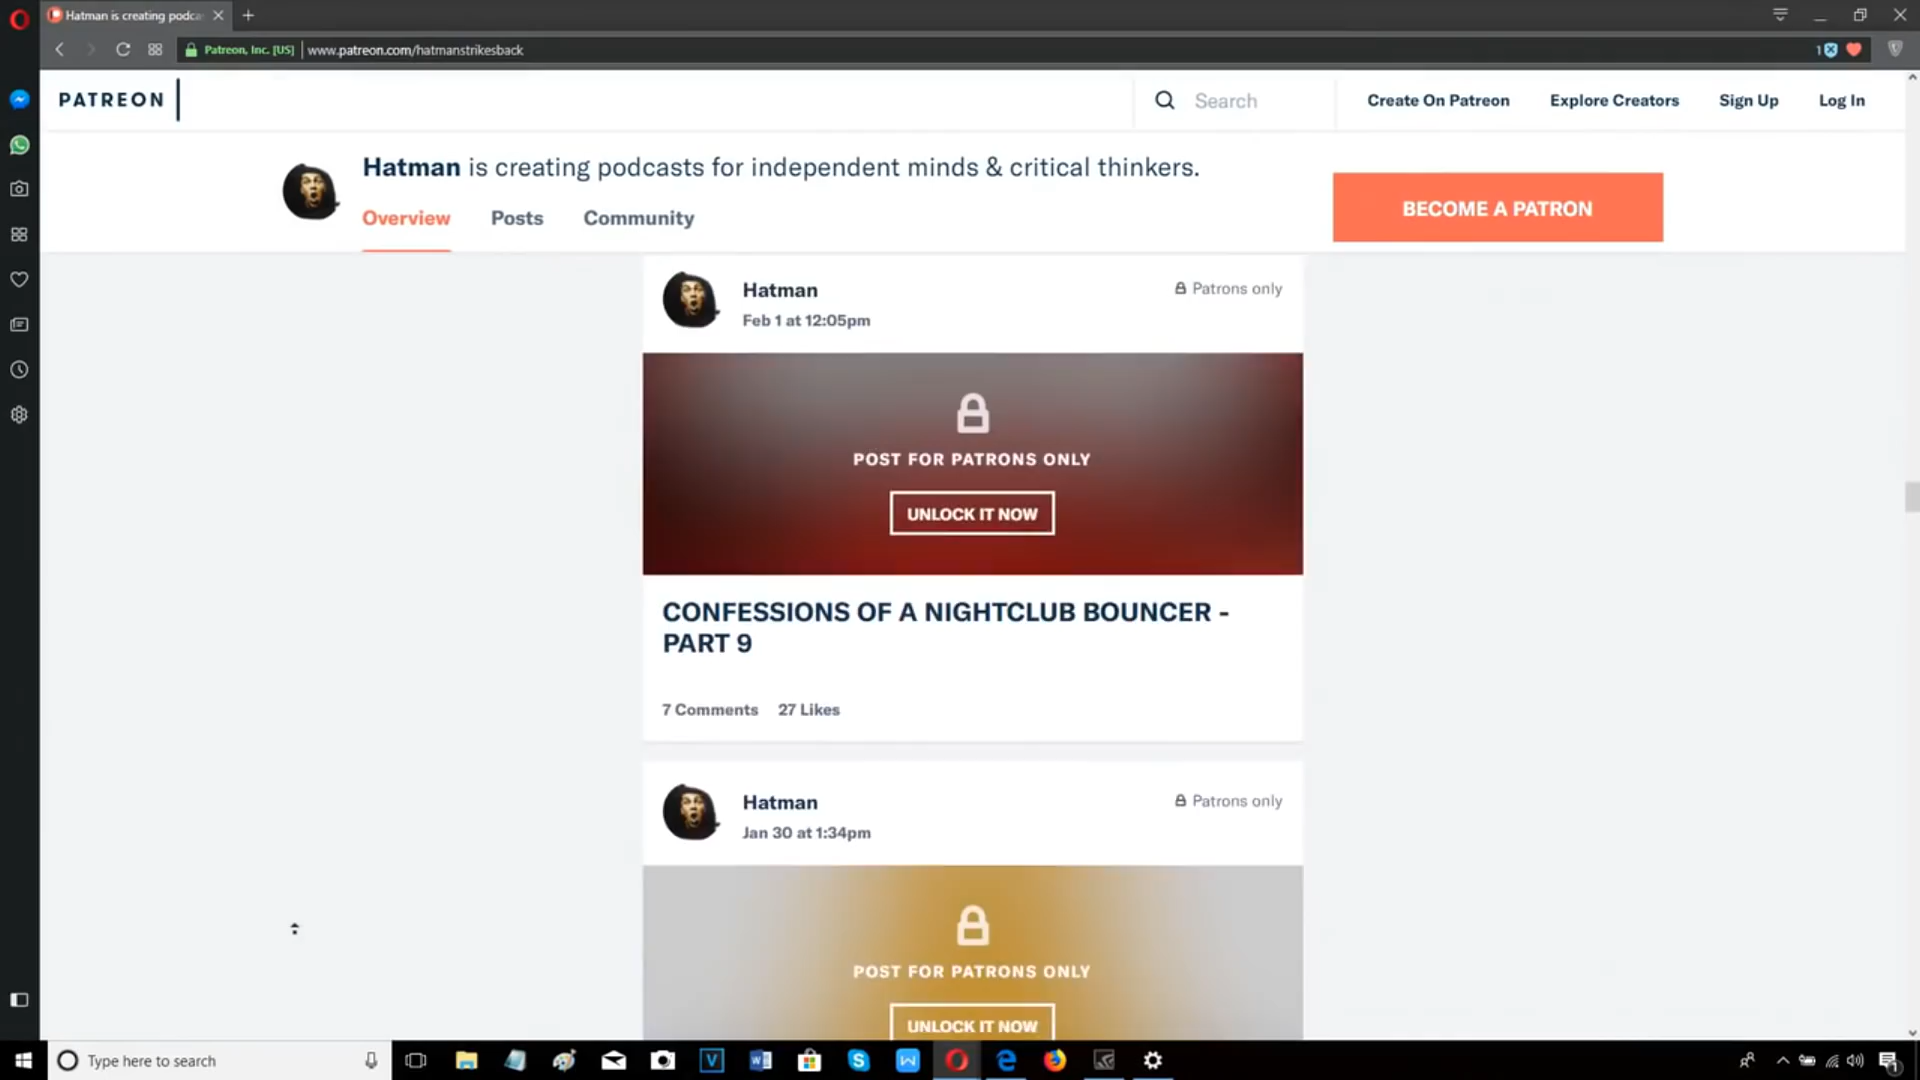 Hatman is creating podca
Patreon, Inc. [US]
www.patreon.com/hatmanstrikesback
1
PATREON
Search
Create On Patreon
Explore Creators
Sign Up
Log In
Hatman is creating podcasts for independent minds & critical thinkers.
Overview
Posts
Community
BECOME A PATRON
Hatman
Patrons only
Feb 1 at 12:05pm
POST FOR PATRONS ONLY
UNLOCK IT NOW
CONFESSIONS OF A NIGHTCLUB BOUNCER -
PART 9
7 Comments
27 Likes
Hatman
Patrons only
Jan 30 at 1:34pm
POST FOR PATRONS ONLY
UNLOCK IT NOW
Type here to search